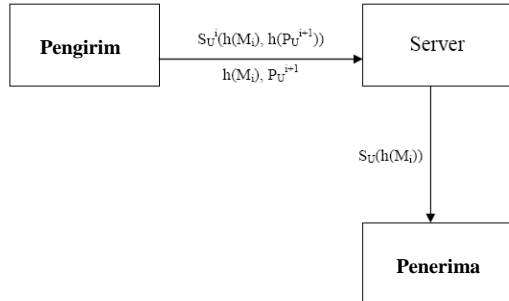 Pengirim
S_U^i(h(M_i), h(P_U^{i+1}))
Server
h(M_i), P_U^{i+1}
S_U(h(M_i))
Penerima